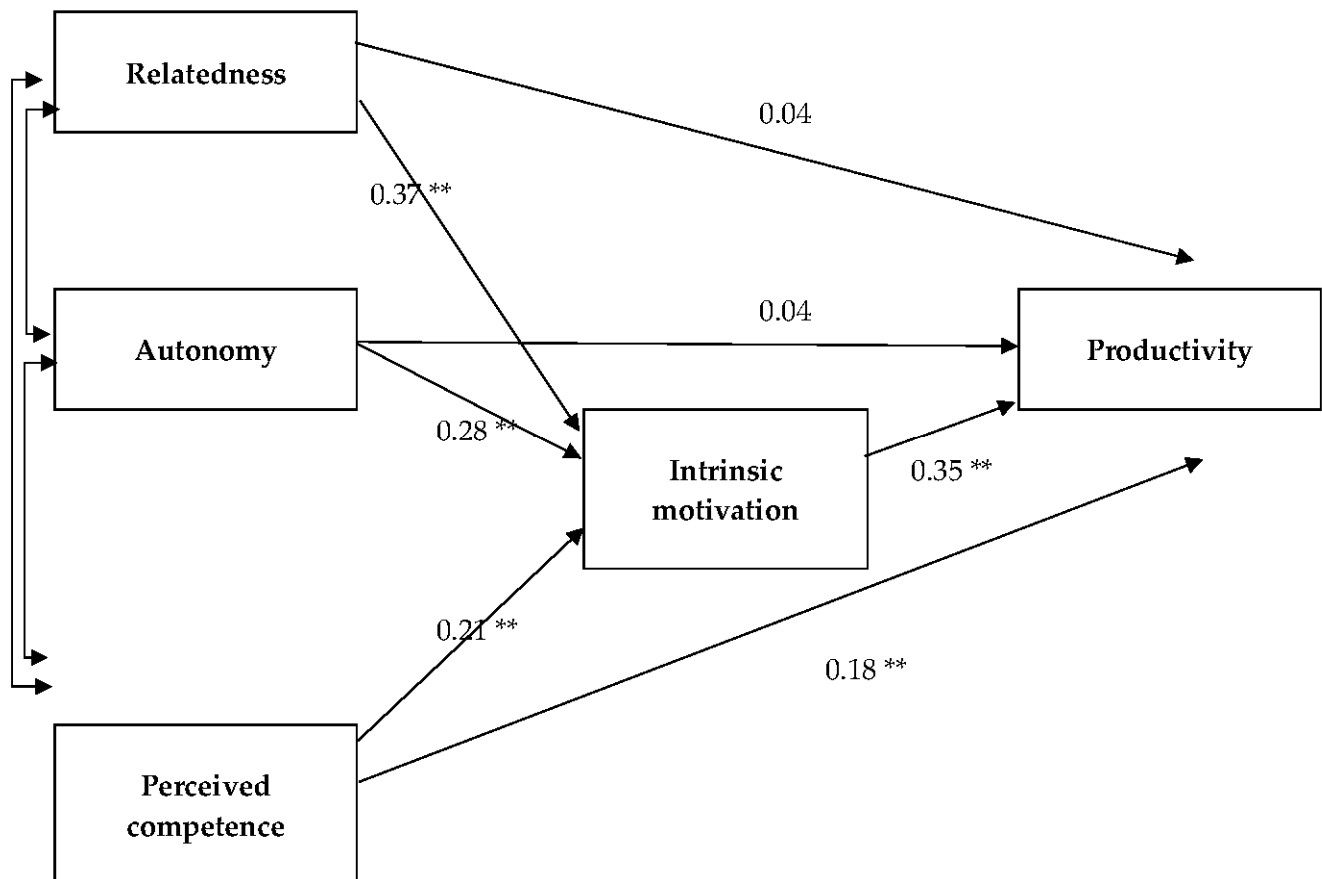 Relatedness
0.04
0.37 **
Autonomy
0.04
Productivity
0.28 **
Intrinsic
motivation
0.35 **
0.21 **
0.18 **
Perceived
competence